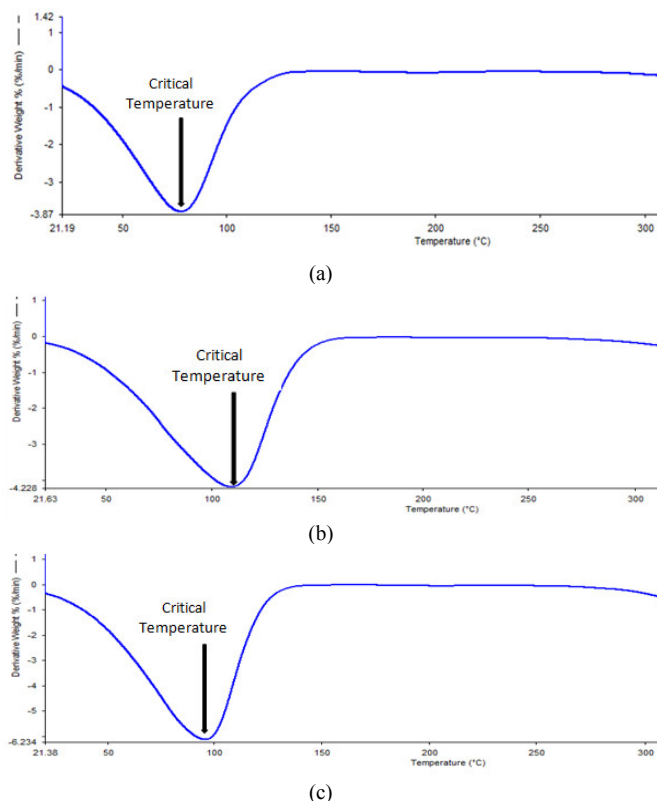 1.42
1
0
-1
-2
-3
-3.87
Derivative Weight % (%/min)
Critical
Temperature
21.19 50 100 150 200 250 300
Temperature (°C)
(a)
1
0
-1
-2
-3
-4.228
Derivative Weight % (%/min)
Critical
Temperature
21.63 50 100 150 200 250 300
Temperature (°C)
(b)
1
0
-1
-2
-3
-4
-5
-6.234
Derivative Weight % (%/min)
Critical
Temperature
21.38 50 100 150 200 250 300
Temperature (°C)
(c)